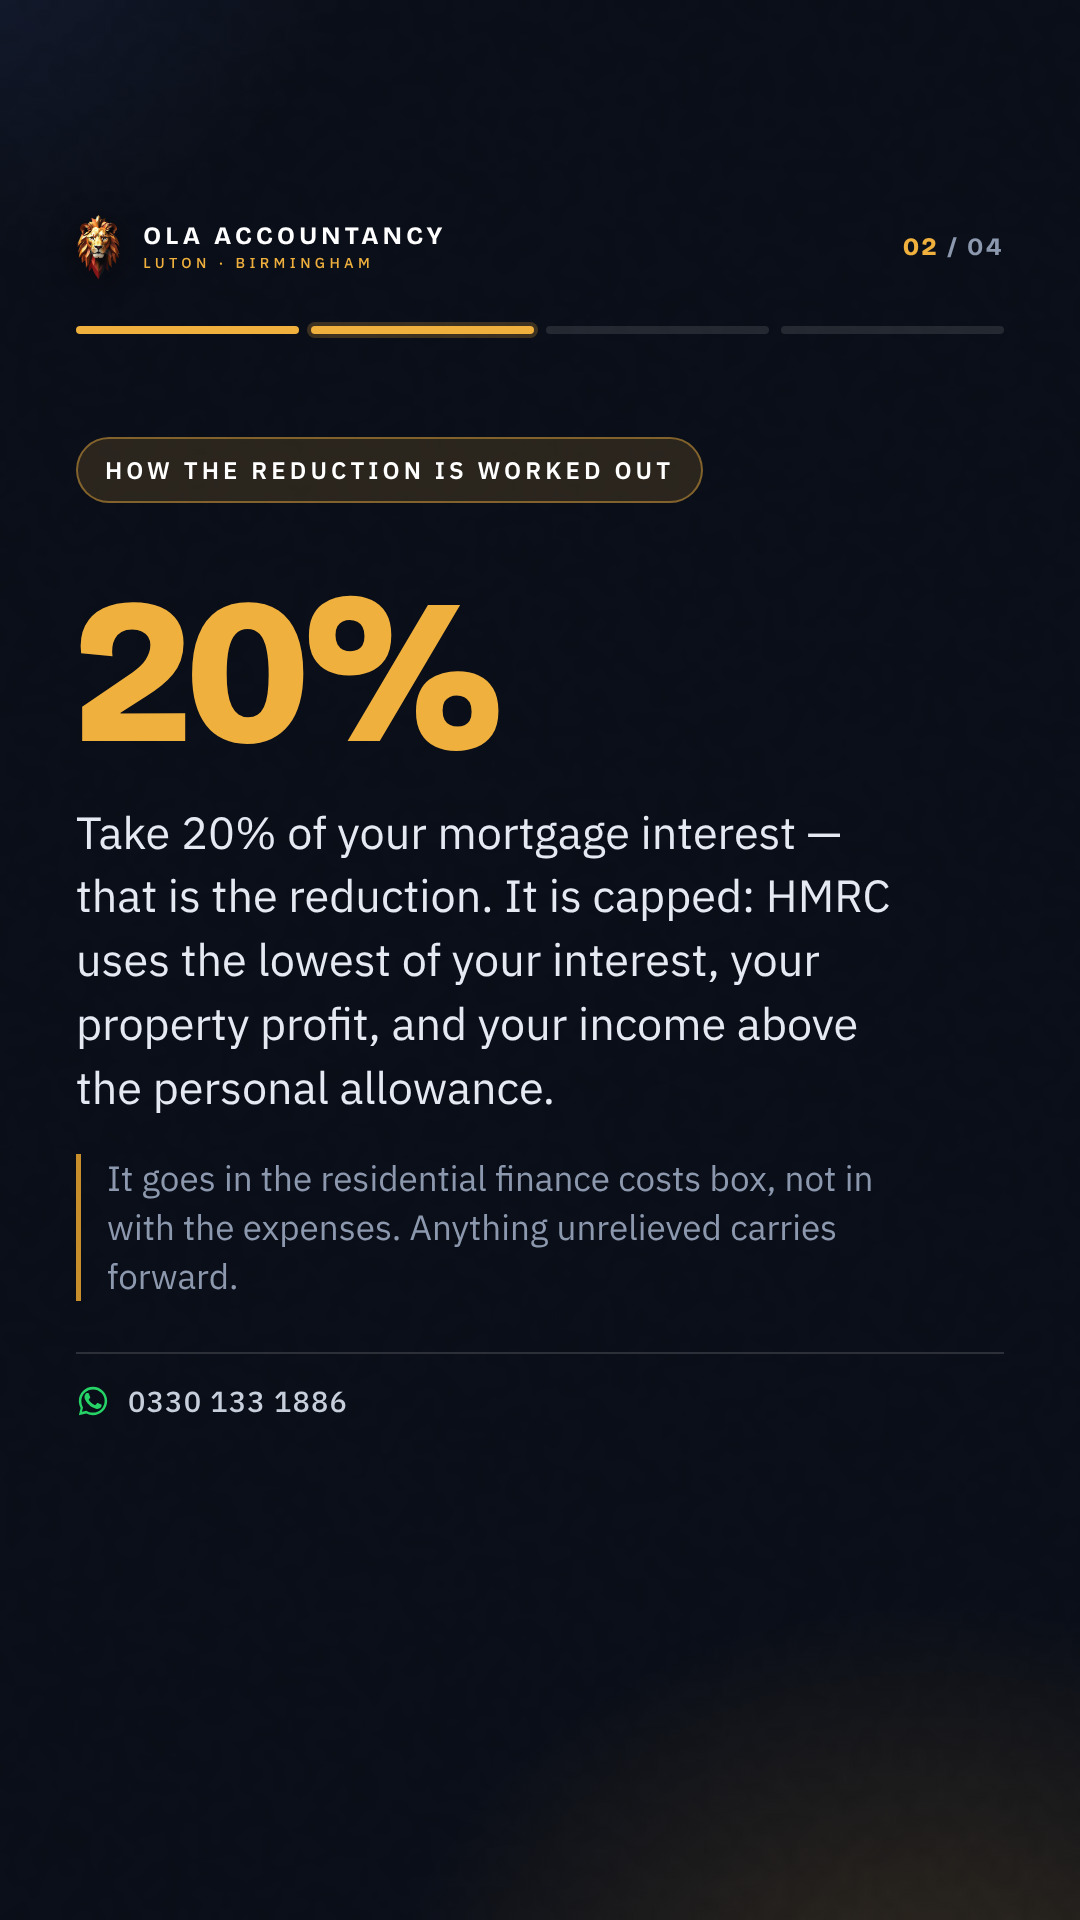 OLA ACCOUNTANCY
LUTON · BIRMINGHAM
02 / 04
HOW THE REDUCTION IS WORKED OUT
20%
Take 20% of your mortgage interest —
that is the reduction. It is capped: HMRC
uses the lowest of your interest, your
property profit, and your income above
the personal allowance.
It goes in the residential finance costs box, not in
with the expenses. Anything unrelieved carries
forward.
0330 133 1886